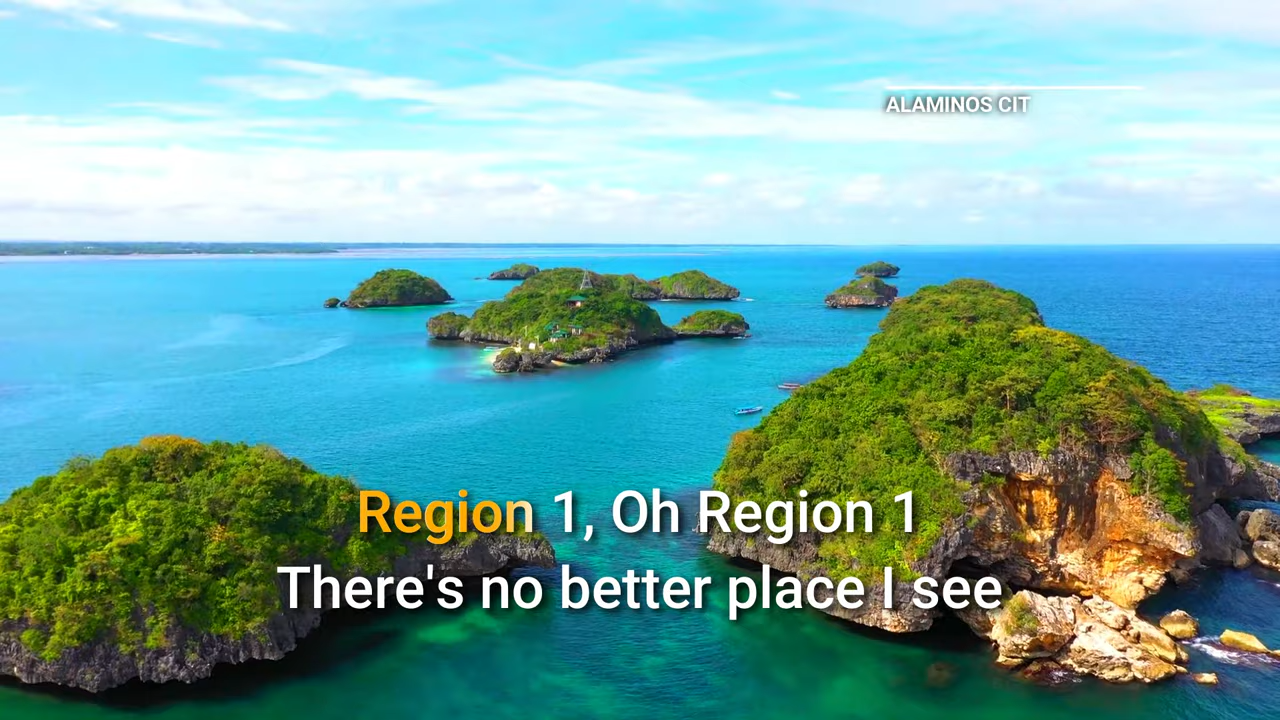 ALAMINOS CIT
Region 1, Oh Region 1
There's no better place I see